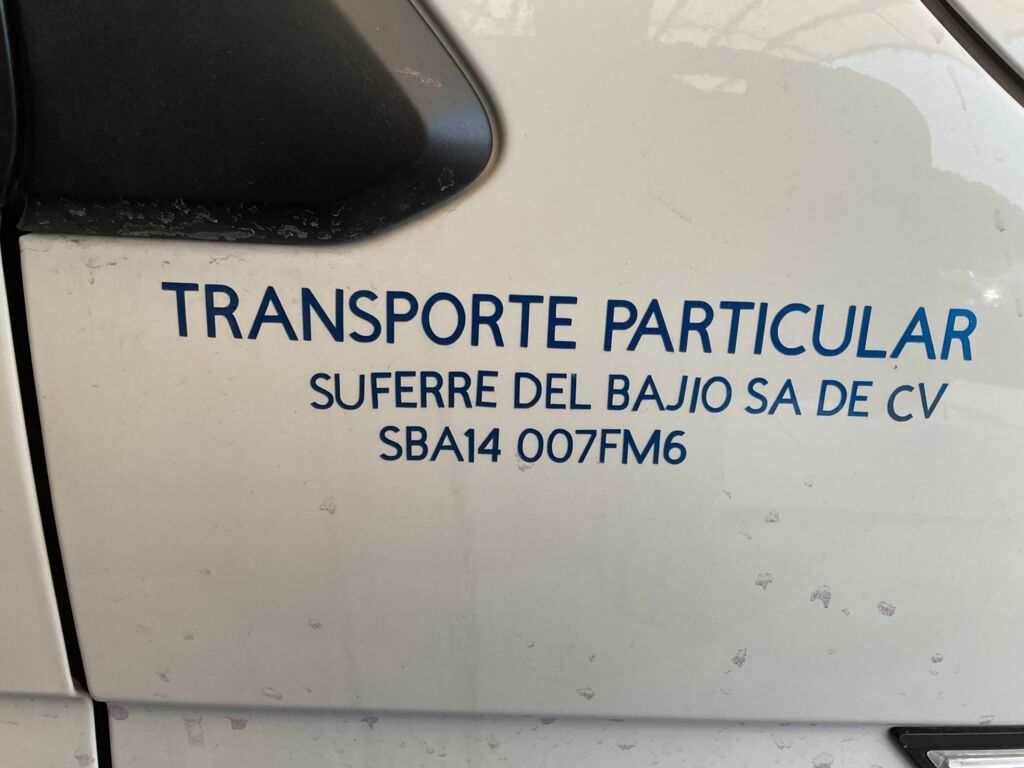 TRANSPORTE PARTICULAR
SUFERRE DEL BAJIO SA DE CV
SBA14 007FM6